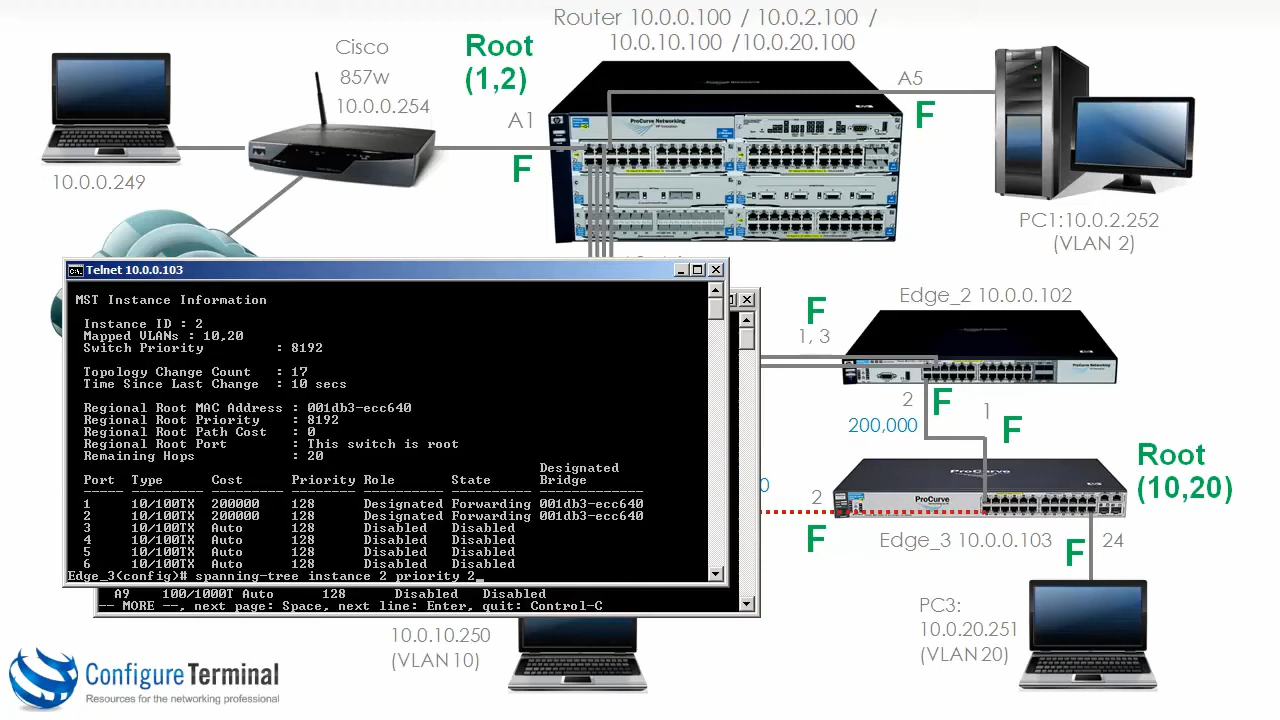 Router 10.0.0.100 / 10.0.2.100 /
10.0.10.100 /10.0.20.100
Cisco
857w
10.0.0.254
Root
(1,2)
A1
F
A5
F
10.0.0.249
ProCurve Networking
PC1:10.0.2.252
(VLAN 2)
Telnet 10.0.0.103
MST Instance Information
Instance ID : 2
Mapped VLANs : 10,20
Switch Priority : 8192
Topology Change Count : 17
Time Since Last Change : 10 secs
Regional Root MAC Address : 001db3-ecc640
Regional Root Priority : 8192
Regional Root Path Cost : 0
Regional Root Port : This switch is root
Remaining Hops : 20
Designated
Port Type Cost Priority Role State Bridge
----- --------- --------- -------- ---------- ---------- -------------
1 10/100TX 200000 128 Designated Forwarding 001db3-ecc640
2 10/100TX 200000 128 Designated Forwarding 001db3-ecc640
3 10/100TX Auto 128 Disabled Disabled
4 10/100TX Auto 128 Disabled Disabled
5 10/100TX Auto 128 Disabled Disabled
6 10/100TX Auto 128 Disabled Disabled
Edge_3(config)# spanning-tree instance 2 priority 2_
A9 100/1000T Auto 128 Disabled Disabled
-- MORE --, next page: Space, next line: Enter, quit: Control-C
Edge_2 10.0.0.102
F
1, 3
2
F
200,000
1
F
ProCurve
ProCurve
Root
(10,20)
0
2
F
Edge_3 10.0.0.103
F
24
10.0.10.250
(VLAN 10)
PC3:
10.0.20.251
(VLAN 20)
Configure Terminal
Resources for the networking professional